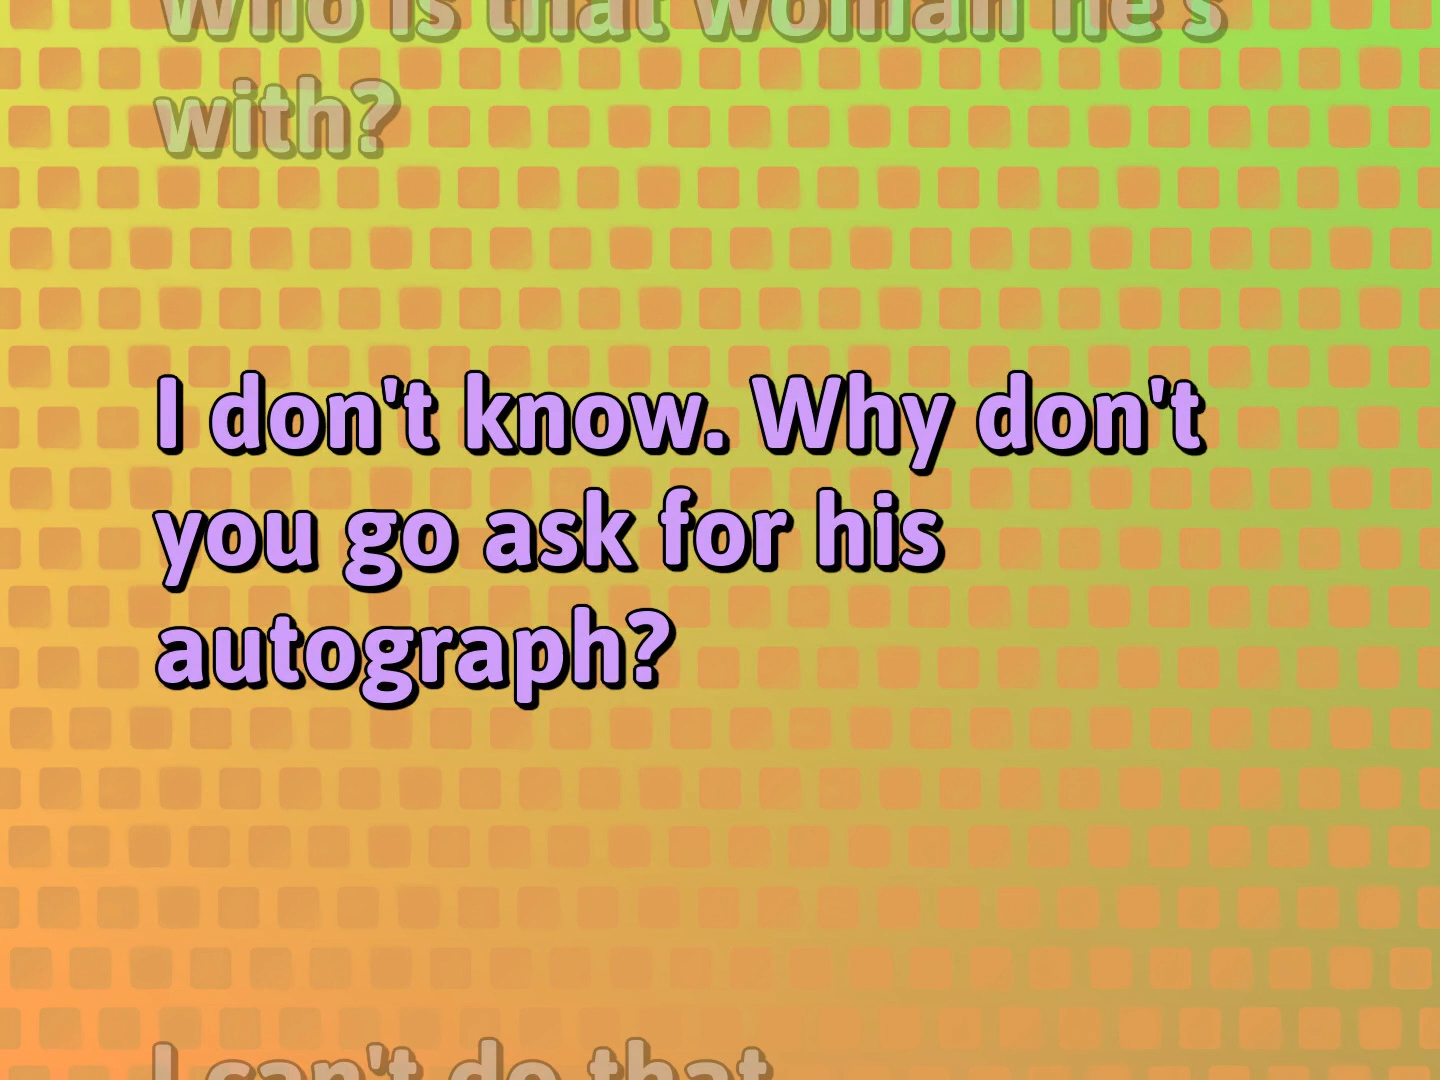 Who is that woman he's
with?
I don't know. Why don't
you go ask for his
autograph?
I can't do that